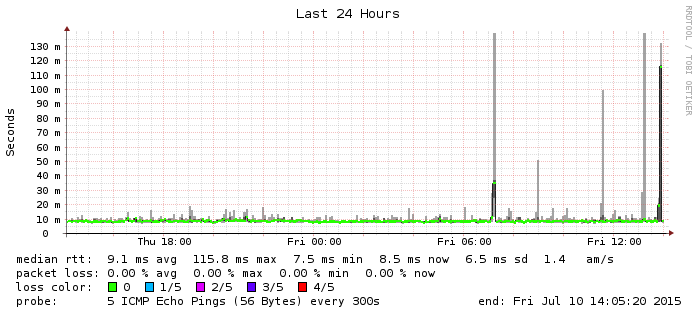 Last 24 Hours
RRDTOOL / TOBI OETIKER
Seconds
130 m
120 m
110 m
100 m
90 m
80 m
70 m
60 m
50 m
40 m
30 m
20 m
10 m
0
Thu 18:00 Fri 00:00 Fri 06:00 Fri 12:00
median rtt: 9.1 ms avg 115.8 ms max 7.5 ms min 8.5 ms now 6.5 ms sd 1.4 am/s
packet loss: 0.00 % avg 0.00 % max 0.00 % min 0.00 % now
loss color: 0 1/5 2/5 3/5 4/5
probe: 5 ICMP Echo Pings (56 Bytes) every 300s end: Fri Jul 10 14:05:20 2015